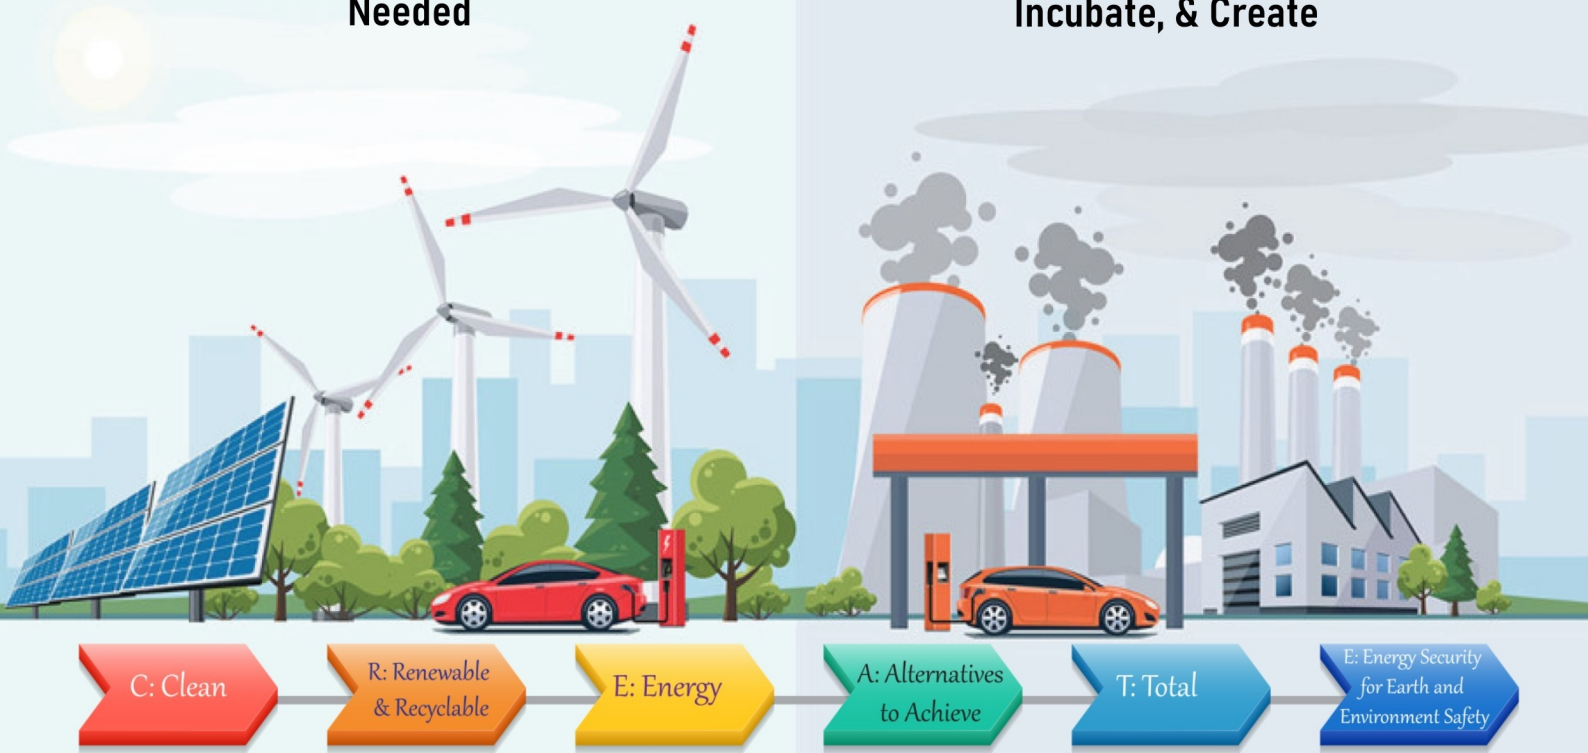 Needed
Incubate, & Create
C: Clean
R: Renewable
& Recyclable
E: Energy
A: Alternatives
to Achieve
T: Total
E: Energy Security
for Earth and
Environment Safety